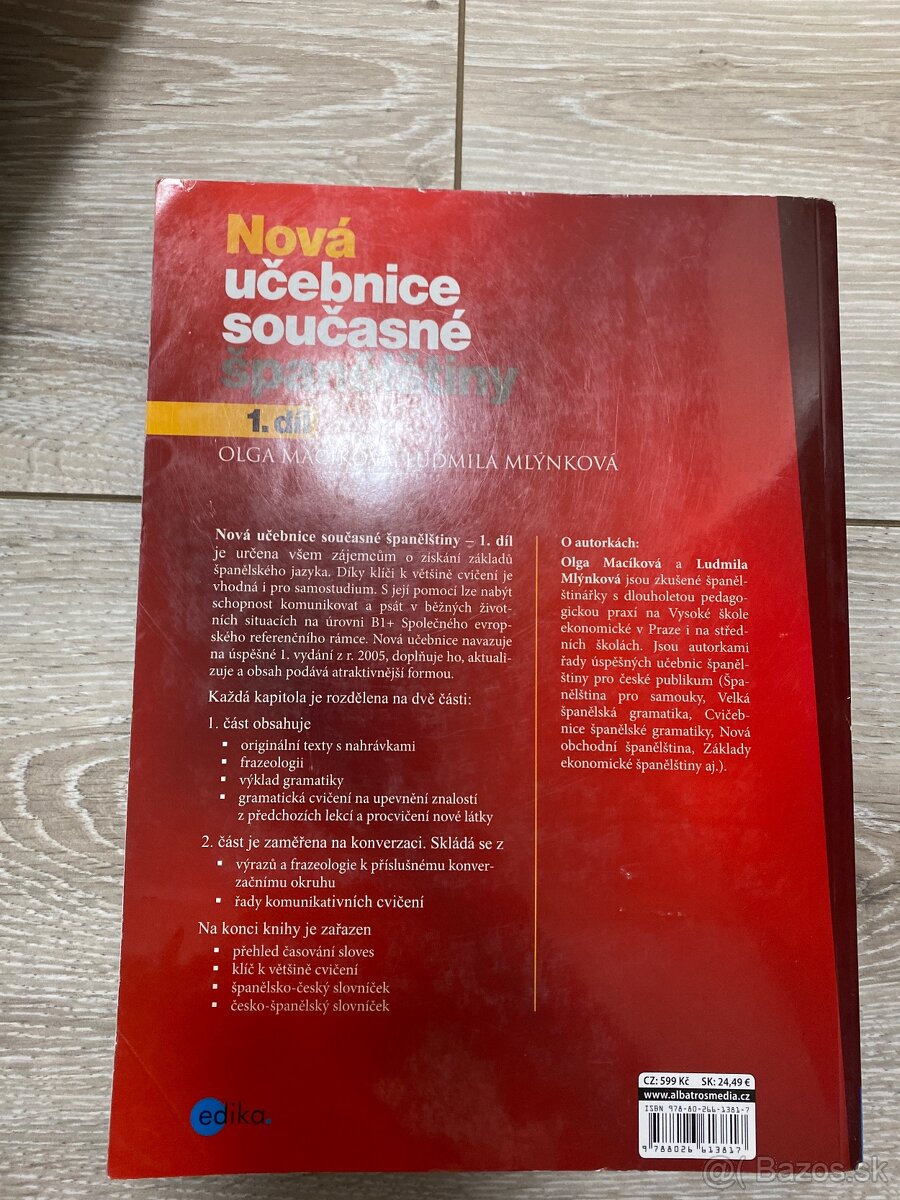 Nová
učebnice
současné
španělštiny
1. díl
OLGA MACÍKOVÁ, LUDMILA MLÝNKOVÁ
Nová učebnice současné španělštiny – 1. díl
je určena všem zájemcům o získání základů
španělského jazyka. Díky klíči k většině cvičení je
vhodná i pro samostudium. S její pomocí lze nabýt
schopnost komunikovat a psát v běžných život-
ních situacích na úrovni B1+ Společného evrop-
ského referenčního rámce. Nová učebnice navazuje
na úspěšné 1. vydání z r. 2005, doplňuje ho, aktuali-
zuje a obsah podává atraktivnější formou.
Každá kapitola je rozdělena na dvě části:
1. část obsahuje
▪ originální texty s nahrávkami
▪ frazeologii
▪ výklad gramatiky
▪ gramatická cvičení na upevnění znalostí
z předchozích lekcí a procvičení nové látky
2. část je zaměřena na konverzaci. Skládá se z
▪ výrazů a frazeologie k příslušnému konver-
začnímu okruhu
▪ řady komunikativních cvičení
Na konci knihy je zařazen
▪ přehled časování sloves
▪ klíč k většině cvičení
▪ španělsko-český slovníček
▪ česko-španělský slovníček
O autorkách:
Olga Macíková a Ludmila
Mlýnková jsou zkušené španěl-
štinářky s dlouholetou pedago-
gickou praxí na Vysoké škole
ekonomické v Praze i na střed-
ních školách. Jsou autorkami
řady úspěšných učebnic španěl-
štiny pro české publikum (Špa-
nělština pro samouky, Velká
španělská gramatika, Cvičeb-
nice španělské gramatiky, Nová
obchodní španělština, Základy
ekonomické španělštiny aj.).
edika.
CZ: 599 Kč SK: 24,49 €
www.albatrosmedia.cz
ISBN 978-80-266-1381-7
9 788026 613817
@( Bazos.sk